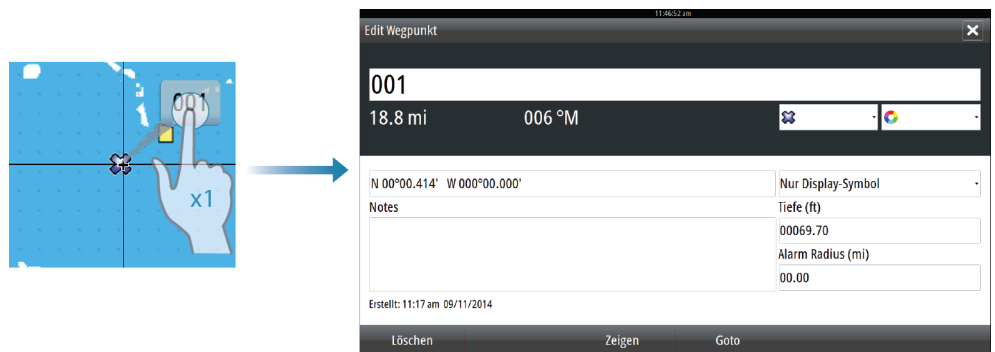 001
x1
11:46:52 am
Edit Wegpunkt
001
18.8 mi 006 °M
N 00°00.414' W 000°00.000' Nur Display-Symbol
Notes Tiefe (ft)
00069.70
Alarm Radius (mi)
00.00
Erstellt: 11:17 am 09/11/2014
Löschen Zeigen Goto